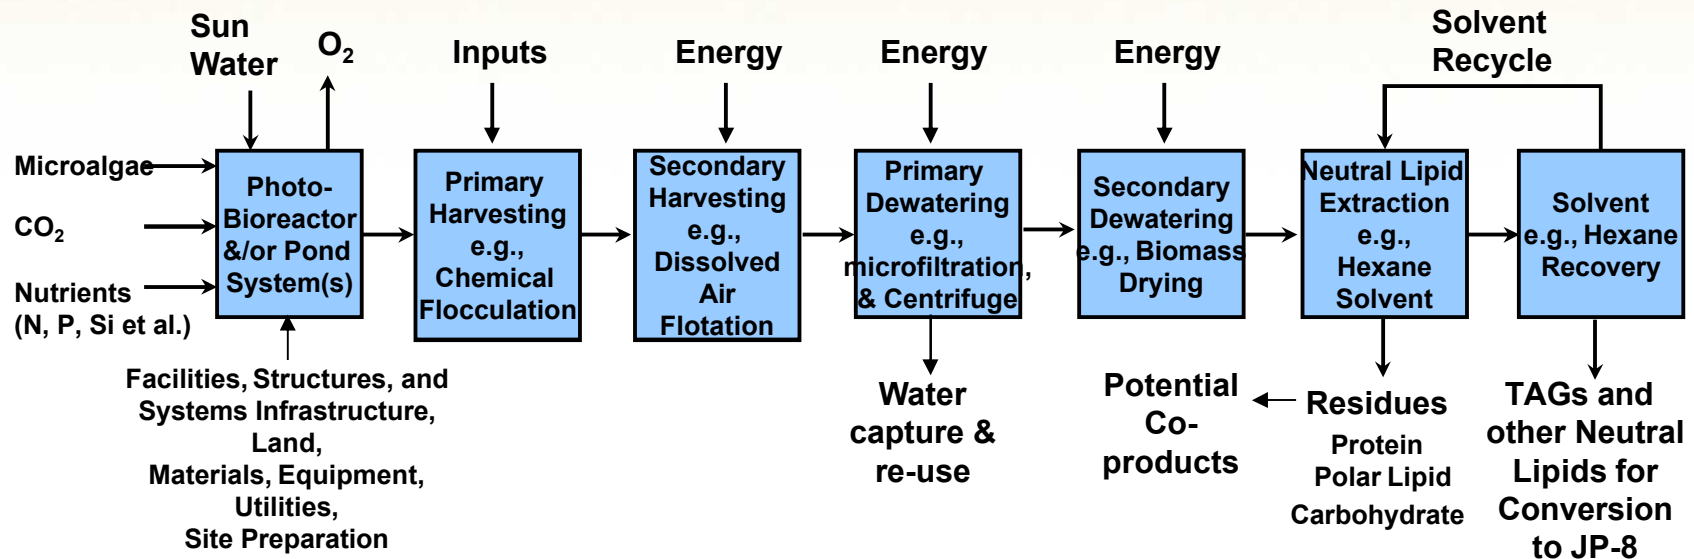 Sun
Water
O₂
Inputs
Energy
Energy
Energy
Solvent
Recycle
Microalgae
CO₂
Nutrients
(N, P, Si et al.)
Photo-
Bioreactor
&/or Pond
System(s)
Primary
Harvesting
e.g.,
Chemical
Flocculation
Secondary
Harvesting
e.g.,
Dissolved
Air
Flotation
Primary
Dewatering
e.g.,
microfiltration,
& Centrifuge
Secondary
Dewatering
e.g., Biomass
Drying
Neutral Lipid
Extraction
e.g.,
Hexane
Solvent
Solvent
e.g., Hexane
Recovery
Facilities, Structures, and
Systems Infrastructure,
Land,
Materials, Equipment,
Utilities,
Site Preparation
Water
capture &
re-use
Potential
Co-
products
Residues
Protein
Polar Lipid
Carbohydrate
TAGs and
other Neutral
Lipids for
Conversion
to JP-8